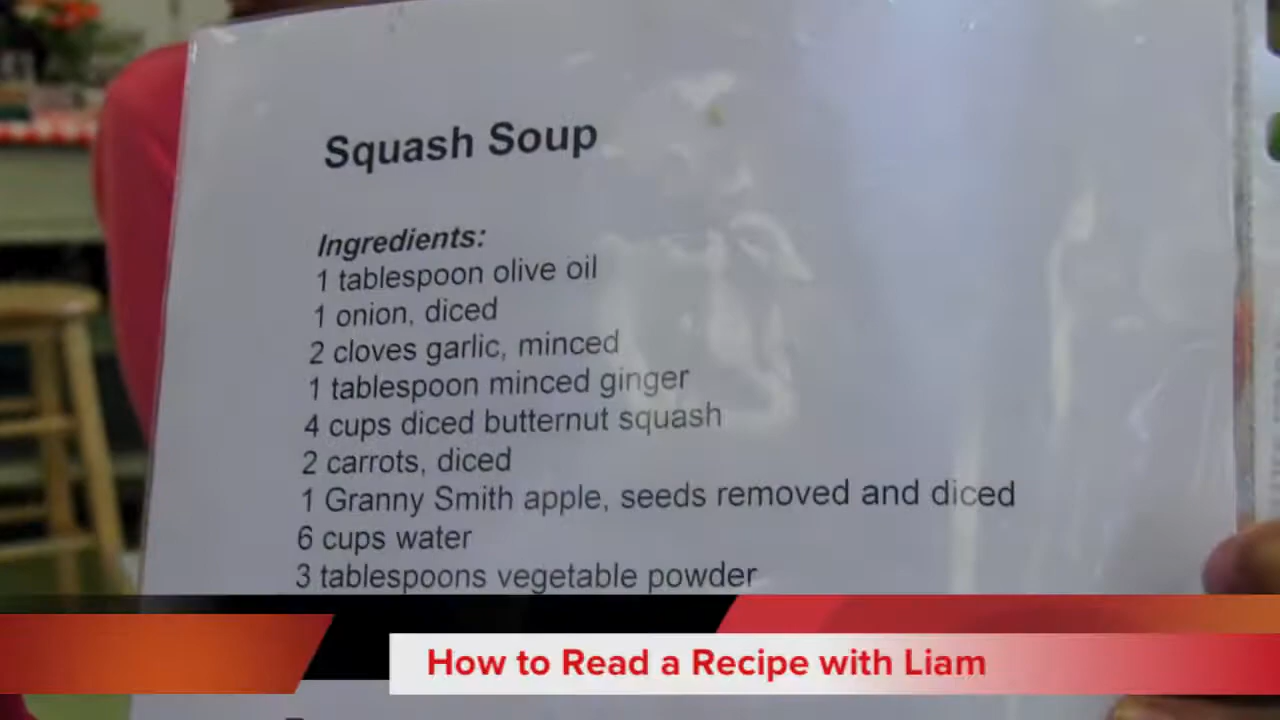 Squash Soup
Ingredients:
1 tablespoon olive oil
1 onion, diced
2 cloves garlic, minced
1 tablespoon minced ginger
4 cups diced butternut squash
2 carrots, diced
1 Granny Smith apple, seeds removed and diced
6 cups water
3 tablespoons vegetable powder
How to Read a Recipe with Liam